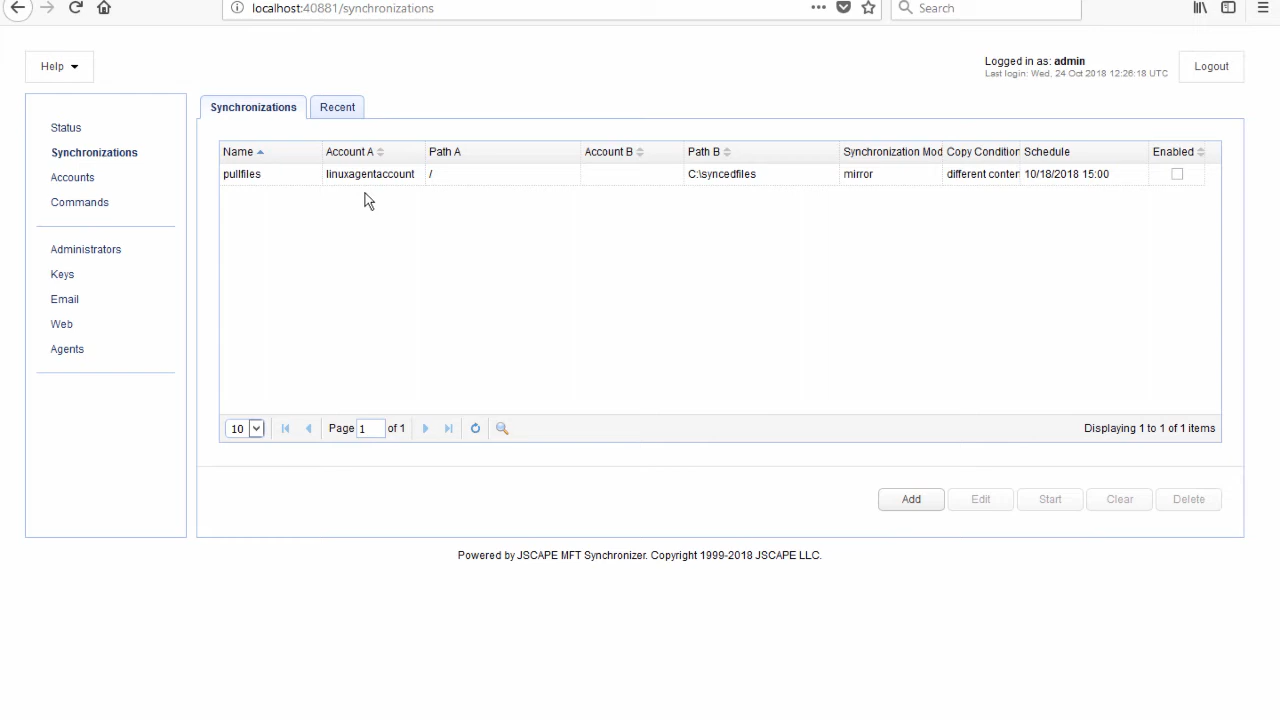 localhost:40881/synchronizations
Search
Help
Logged in as: admin
Last login: Wed, 24 Oct 2018 12:26:18 UTC
Logout
Status
Synchronizations
Accounts
Commands
Administrators
Keys
Email
Web
Agents
Synchronizations Recent
Name Account A Path A Account B Path B Synchronization Mod Copy Condition Schedule Enabled
pullfiles linuxagentaccount / C:\syncedfiles mirror different conten 10/18/2018 15:00
10 Page 1 of 1 Displaying 1 to 1 of 1 items
Add Edit Start Clear Delete
Powered by JSCAPE MFT Synchronizer. Copyright 1999-2018 JSCAPE LLC.